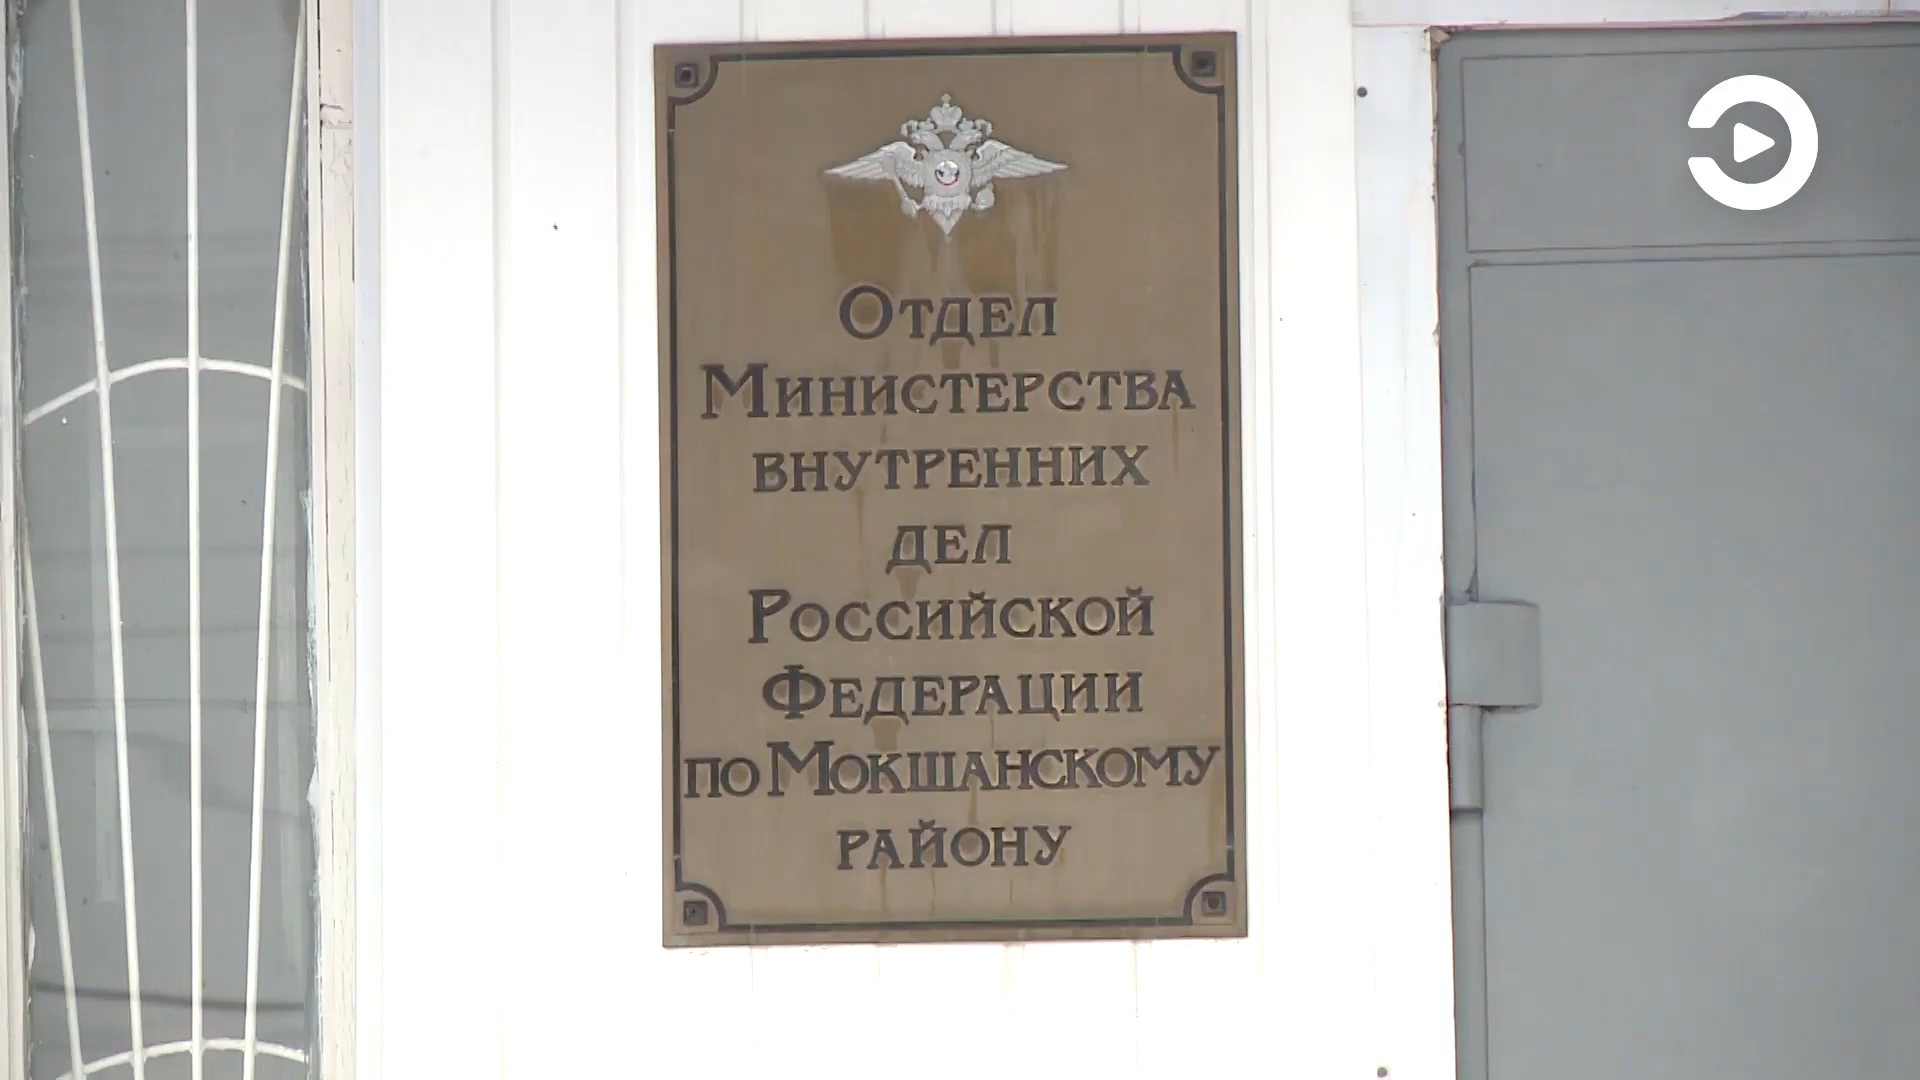 Отдел
Министерства
внутренних
дел
Российской
Федерации
по Мокшанскому
району